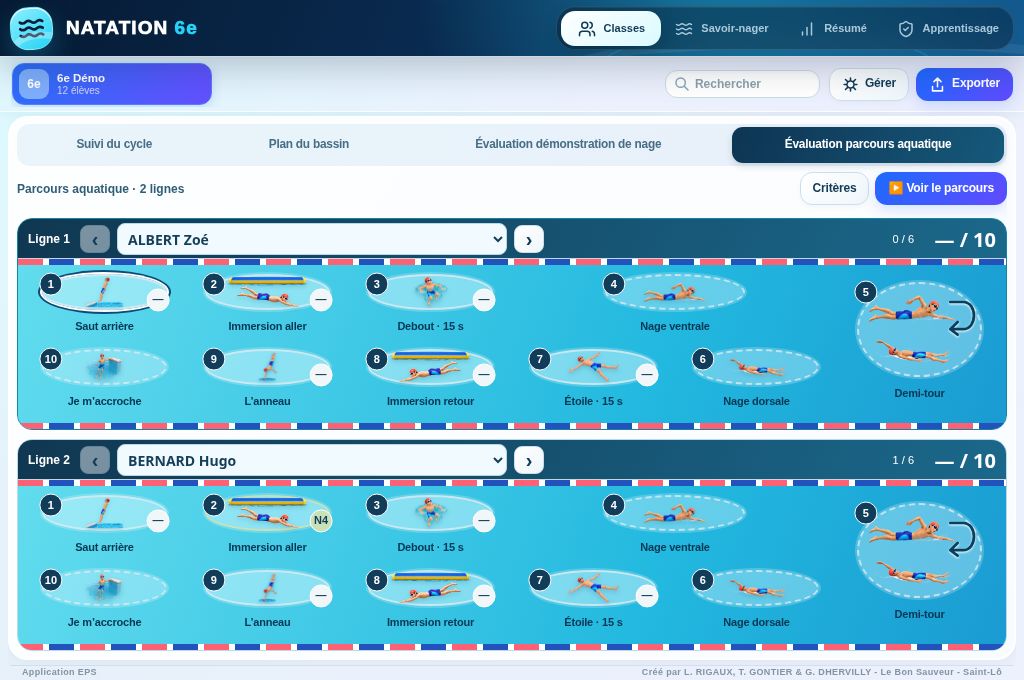 NATATION 6e
Classes
Savoir-nager
Résumé
Apprentissage
6e
6e Démo
12 élèves
Rechercher
Gérer
Exporter
Suivi du cycle
Plan du bassin
Évaluation démonstration de nage
Évaluation parcours aquatique
Parcours aquatique · 2 lignes
Critères
Voir le parcours
Ligne 1
‹
ALBERT Zoé
›
0 / 6
— / 10
1
—
Saut arrière
2
—
Immersion aller
3
—
Debout · 15 s
4
Nage ventrale
5
Demi-tour
10
Je m'accroche
9
—
L'anneau
8
—
Immersion retour
7
—
Étoile · 15 s
6
Nage dorsale
Ligne 2
‹
BERNARD Hugo
›
1 / 6
— / 10
1
—
Saut arrière
2
N4
Immersion aller
3
—
Debout · 15 s
4
Nage ventrale
5
Demi-tour
10
Je m'accroche
9
—
L'anneau
8
—
Immersion retour
7
—
Étoile · 15 s
6
Nage dorsale
Application EPS
Créé par L. RIGAUX, T. GONTIER & G. DHERVILLY - Le Bon Sauveur - Saint-Lô